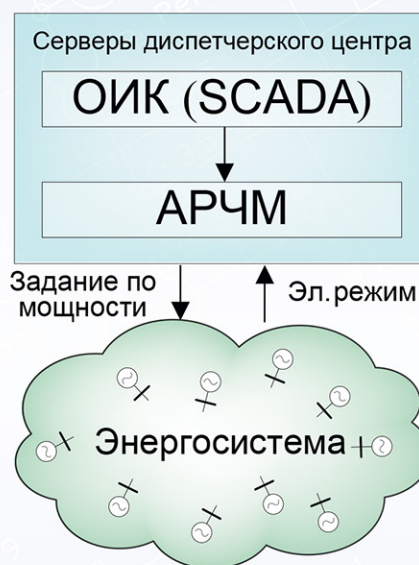 Серверы диспетчерского центра
ОИК (SCADA)
АРЧМ
Задание по
мощности
Эл. режим
Энергосистема